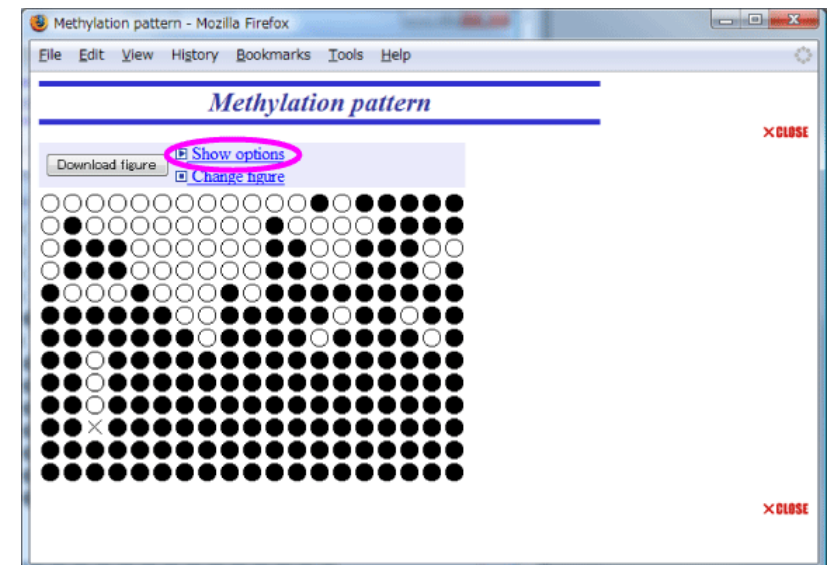 Methylation pattern - Mozilla Firefox
File Edit View History Bookmarks Tools Help
Methylation pattern
×CLOSE
Download figure
Show options
Change figure
×CLOSE